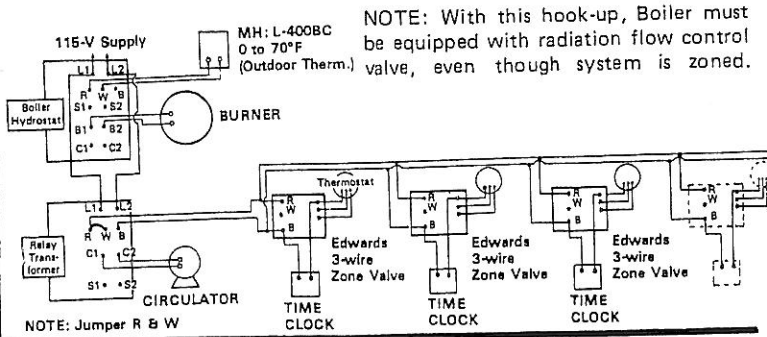 115-V Supply
MH: L-400BC
0 to 70°F
(Outdoor Therm.)
NOTE: With this hook-up, Boiler must
be equipped with radiation flow control
valve, even though system is zoned.
L1 L2
R W B
S1 S2
Boiler
Hydrostat
B1 B2
C1 C2
BURNER
L1 L2
R W B
Relay
Trans-
former
C1 C2
S1 S2
CIRCULATOR
NOTE: Jumper R & W
Thermostat
R
W
B
Edwards
3-wire
Zone Valve
TIME
CLOCK
R
W
B
Edwards
3-wire
Zone Valve
TIME
CLOCK
R
W
B
Edwards
3-wire
Zone Valve
TIME
CLOCK
R
W
B